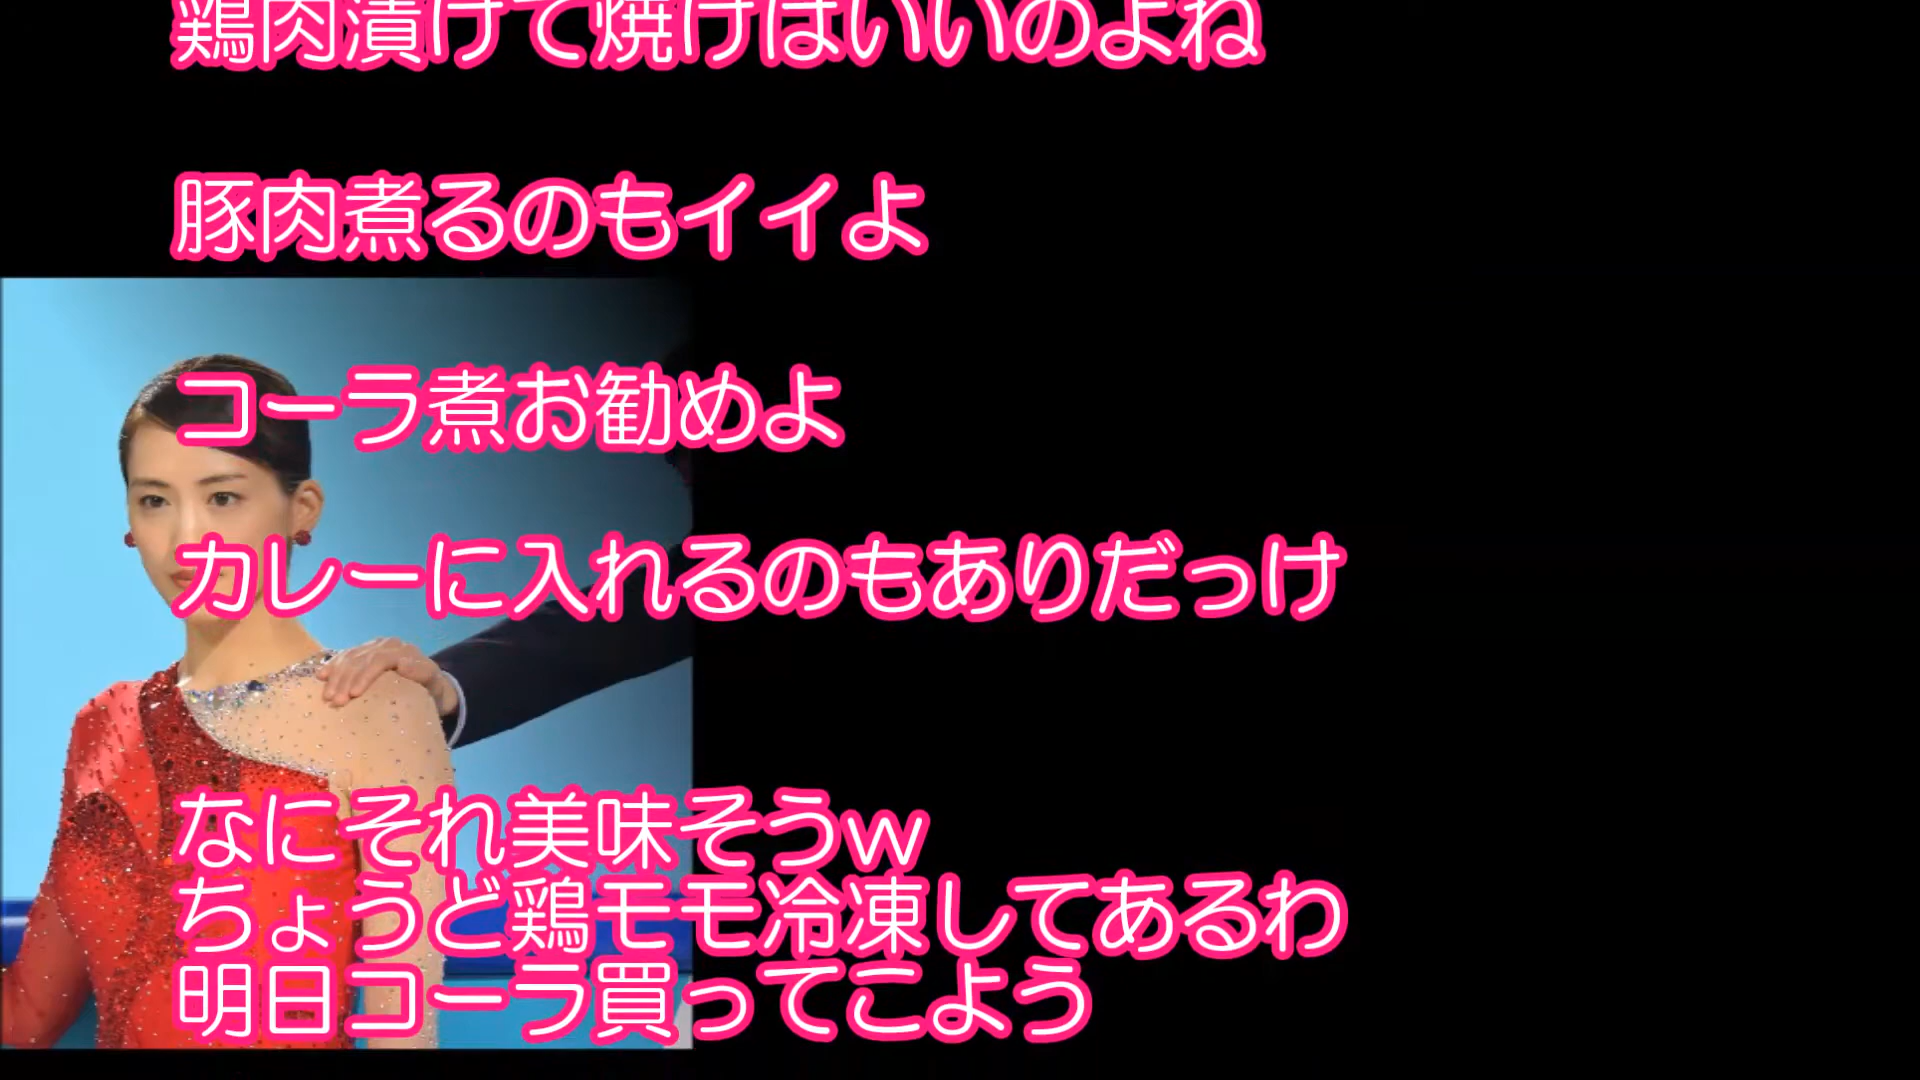 鶏肉漬けて焼けばいいのよね
豚肉煮るのもイイよ
コーラ煮お勧めよ
カレーに入れるのもありだっけ
なにそれ美味そうｗ
ちょうど鶏モモ冷凍してあるわ
明日コーラ買ってこよう